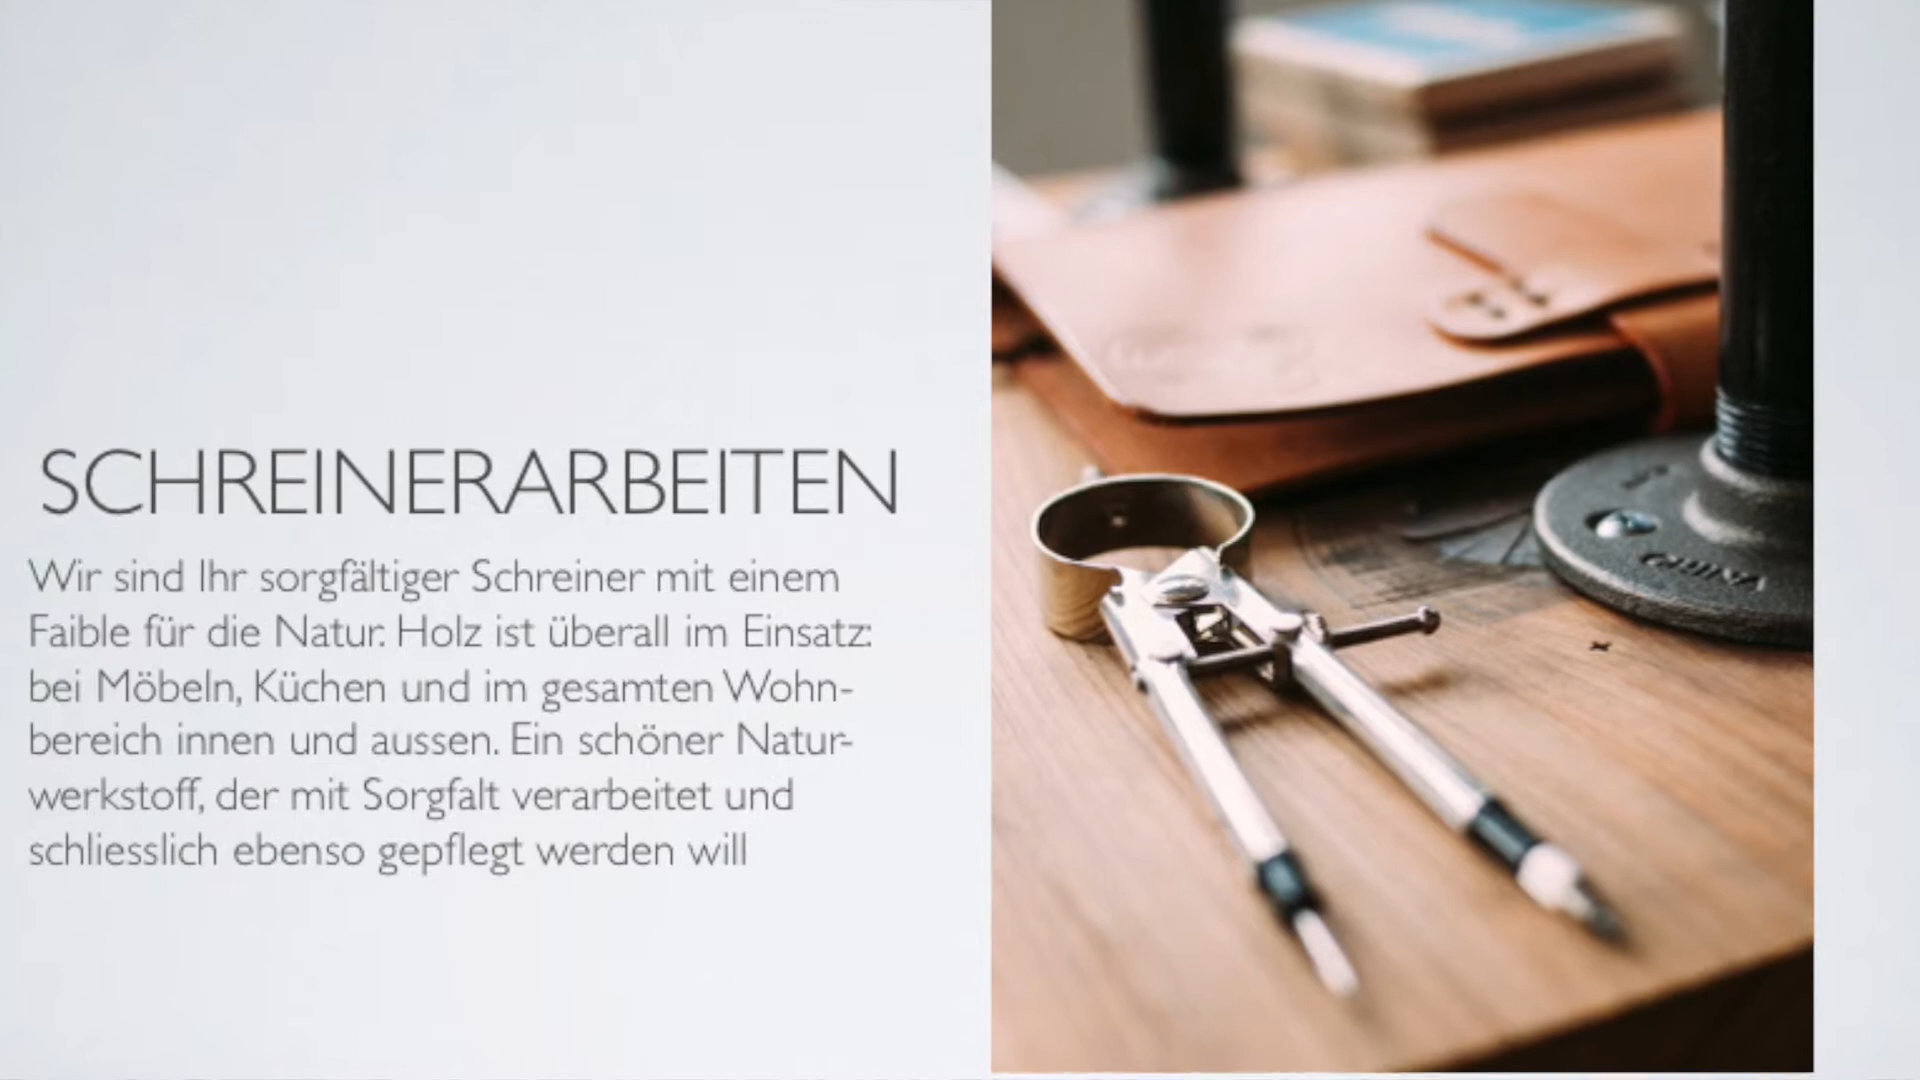 SCHREINERARBEITEN
Wir sind Ihr sorgfältiger Schreiner mit einem
Faible für die Natur. Holz ist überall im Einsatz:
bei Möbeln, Küchen und im gesamten Wohn-
bereich innen und aussen. Ein schöner Natur-
werkstoff, der mit Sorgfalt verarbeitet und
schliesslich ebenso gepflegt werden will
CHINA